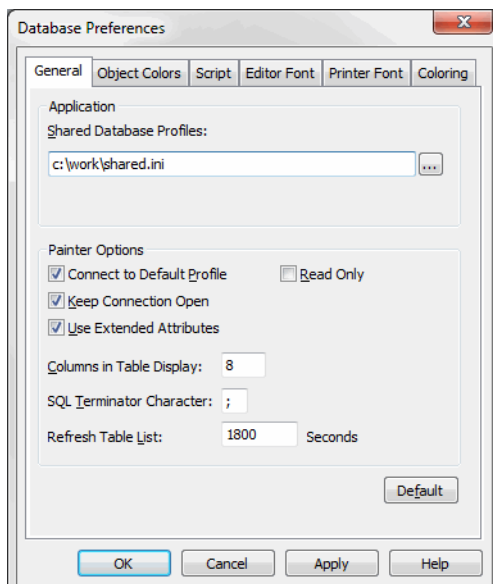 Database Preferences
General Object Colors Script Editor Font Printer Font Coloring
Application
Shared Database Profiles:
c:\work\shared.ini ...
Painter Options
Connect to Default Profile Read Only
Keep Connection Open
Use Extended Attributes
Columns in Table Display: 8
SQL Terminator Character: ;
Refresh Table List: 1800 Seconds
Default
OK Cancel Apply Help